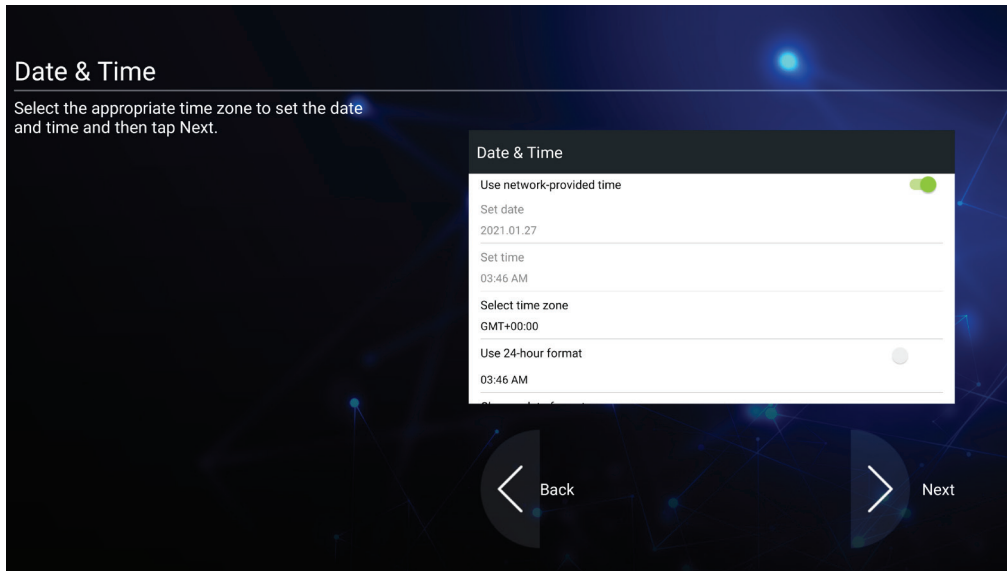 Date & Time
Select the appropriate time zone to set the date
and time and then tap Next.
Date & Time
Use network-provided time
Set date
2021.01.27
Set time
03:46 AM
Select time zone
GMT+00:00
Use 24-hour format
03:46 AM
Back
Next